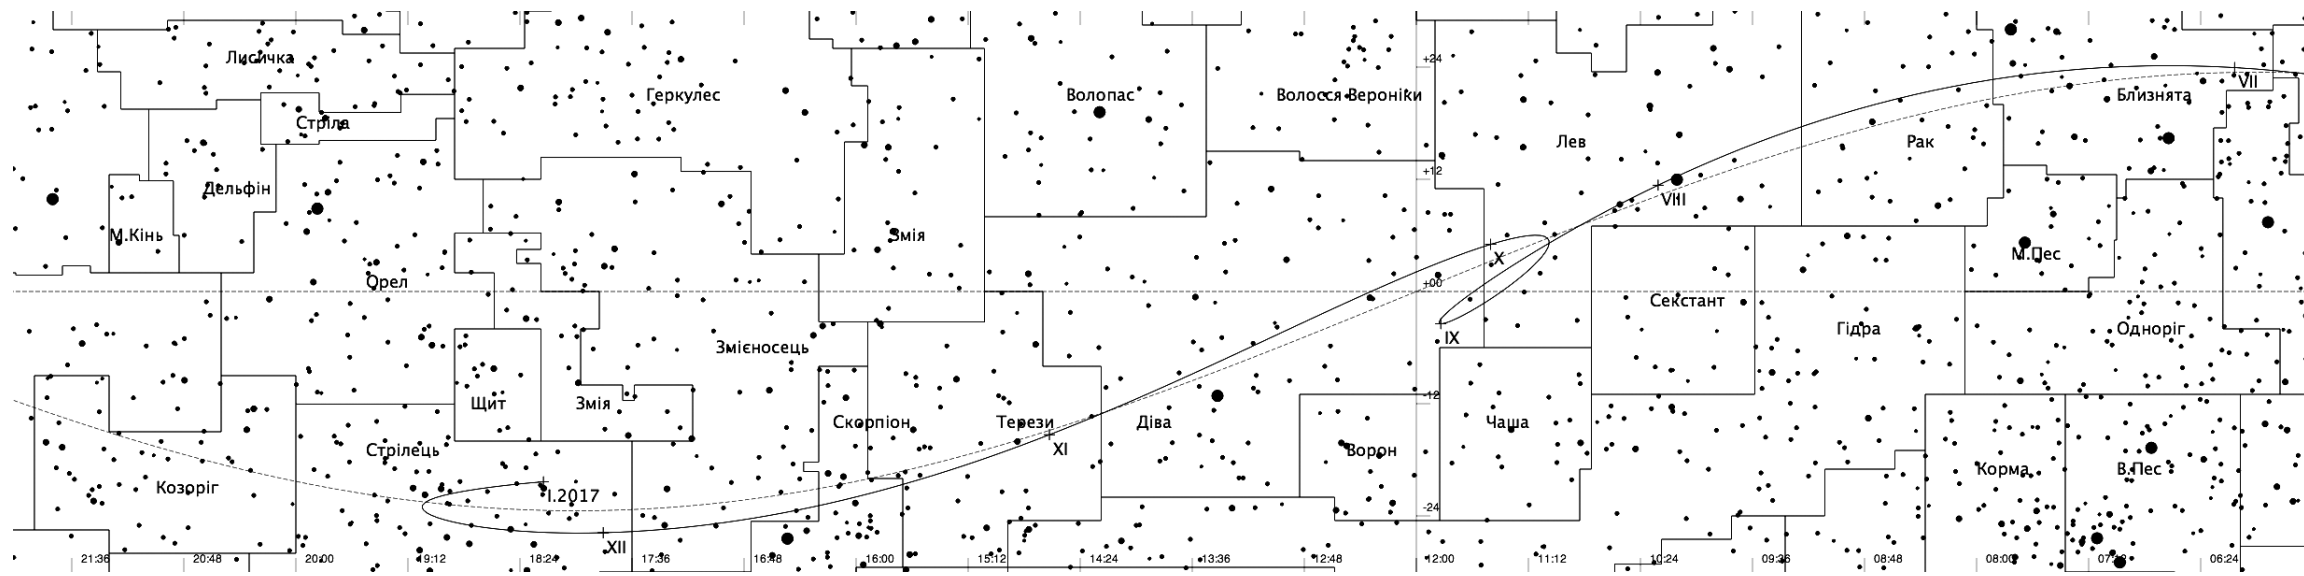 Лисичка
+24
VII
Геркулес
Волопас
Волосся Вероніки
Близнята
Стріла
Лев
Рак
+12
Дельфін
VIII
М.Кінь
Змія
X
М.Пес
Орел
+00
Секстант
Гідра
Одноріг
IX
Змієносець
-12
Щит
Змія
Скорпіон
Терези
Діва
Чаша
Стрілець
XI
Ворон
Козоріг
I.2017
Корма
В.Пес
-24
XII
21:36 20:48 20:00 19:12 18:24 17:36 16:48 16:00 15:12 14:24 13:36 12:48 12:00 11:12 10:24 09:36 08:48 08:00 07:12 06:24